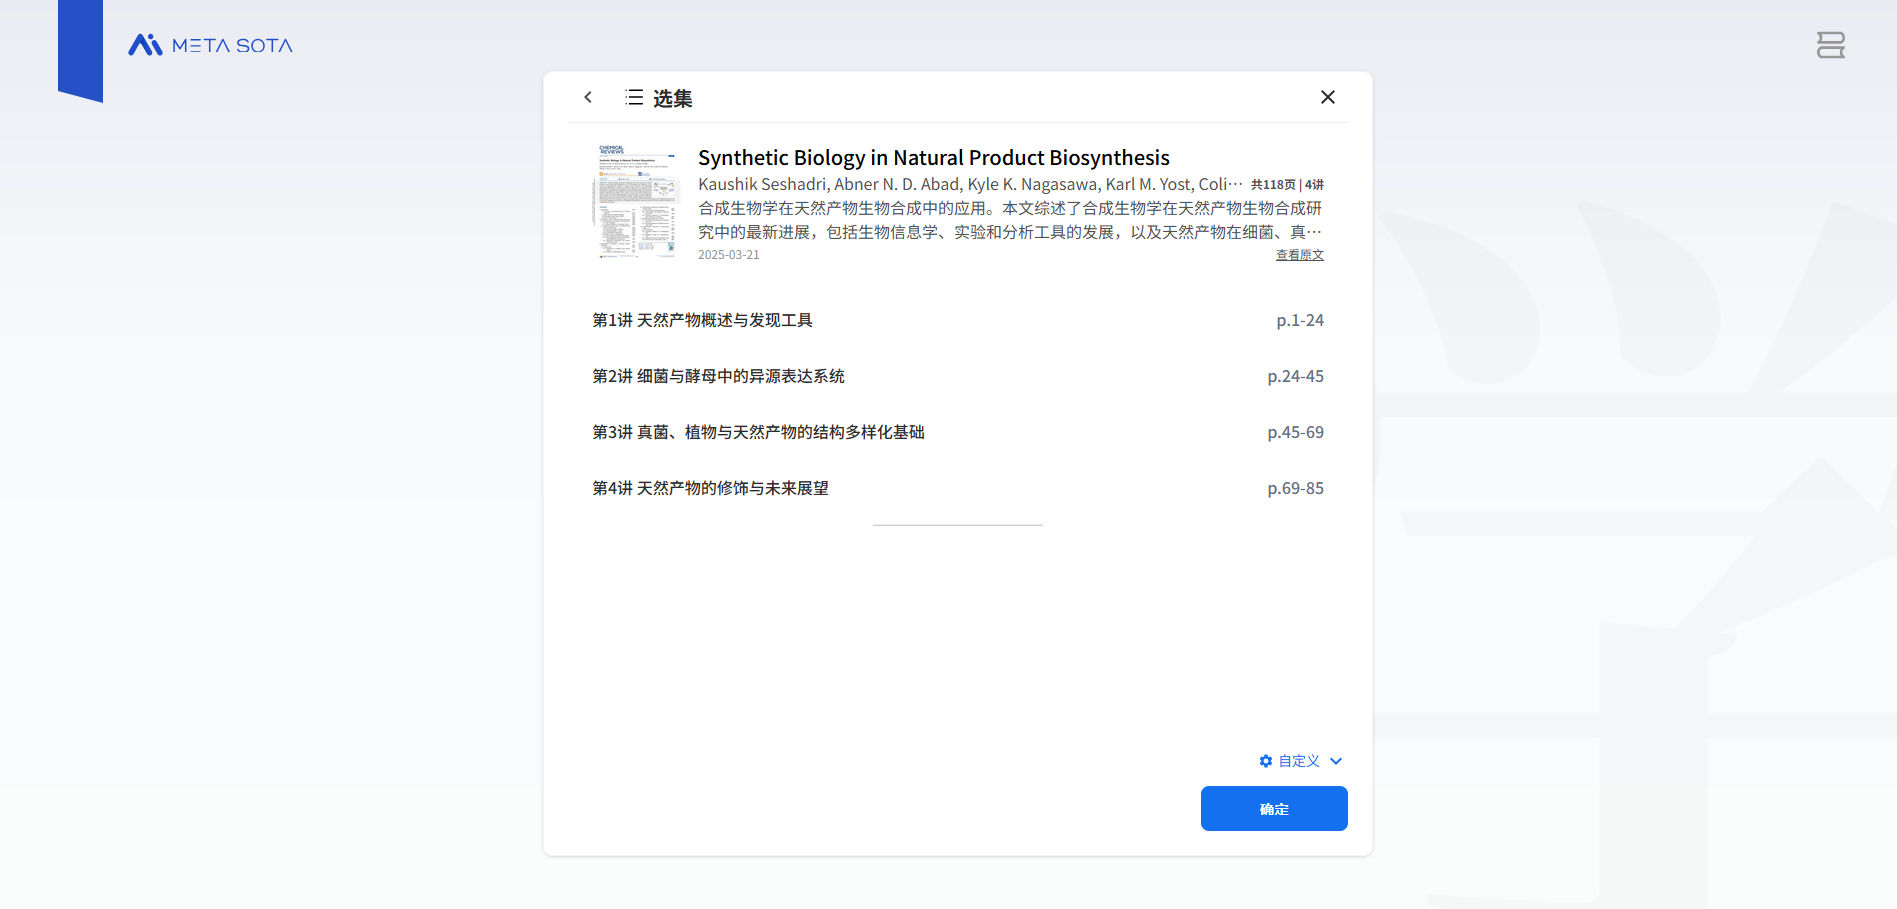 META SOTA
选集
CHEMICAL REVIEWS
Synthetic Biology in Natural Product Biosynthesis
Kaushik Seshadri, Abner N. D. Abad, Kyle K. Nagasawa, Karl M. Yost, Coli··· 共118页 | 4讲
合成生物学在天然产物生物合成中的应用。本文综述了合成生物学在天然产物生物合成研
究中的最新进展，包括生物信息学、实验和分析工具的发展，以及天然产物在细菌、真···
2025-03-21 查看原文
第1讲 天然产物概述与发现工具 p.1-24
第2讲 细菌与酵母中的异源表达系统 p.24-45
第3讲 真菌、植物与天然产物的结构多样化基础 p.45-69
第4讲 天然产物的修饰与未来展望 p.69-85
自定义
确定